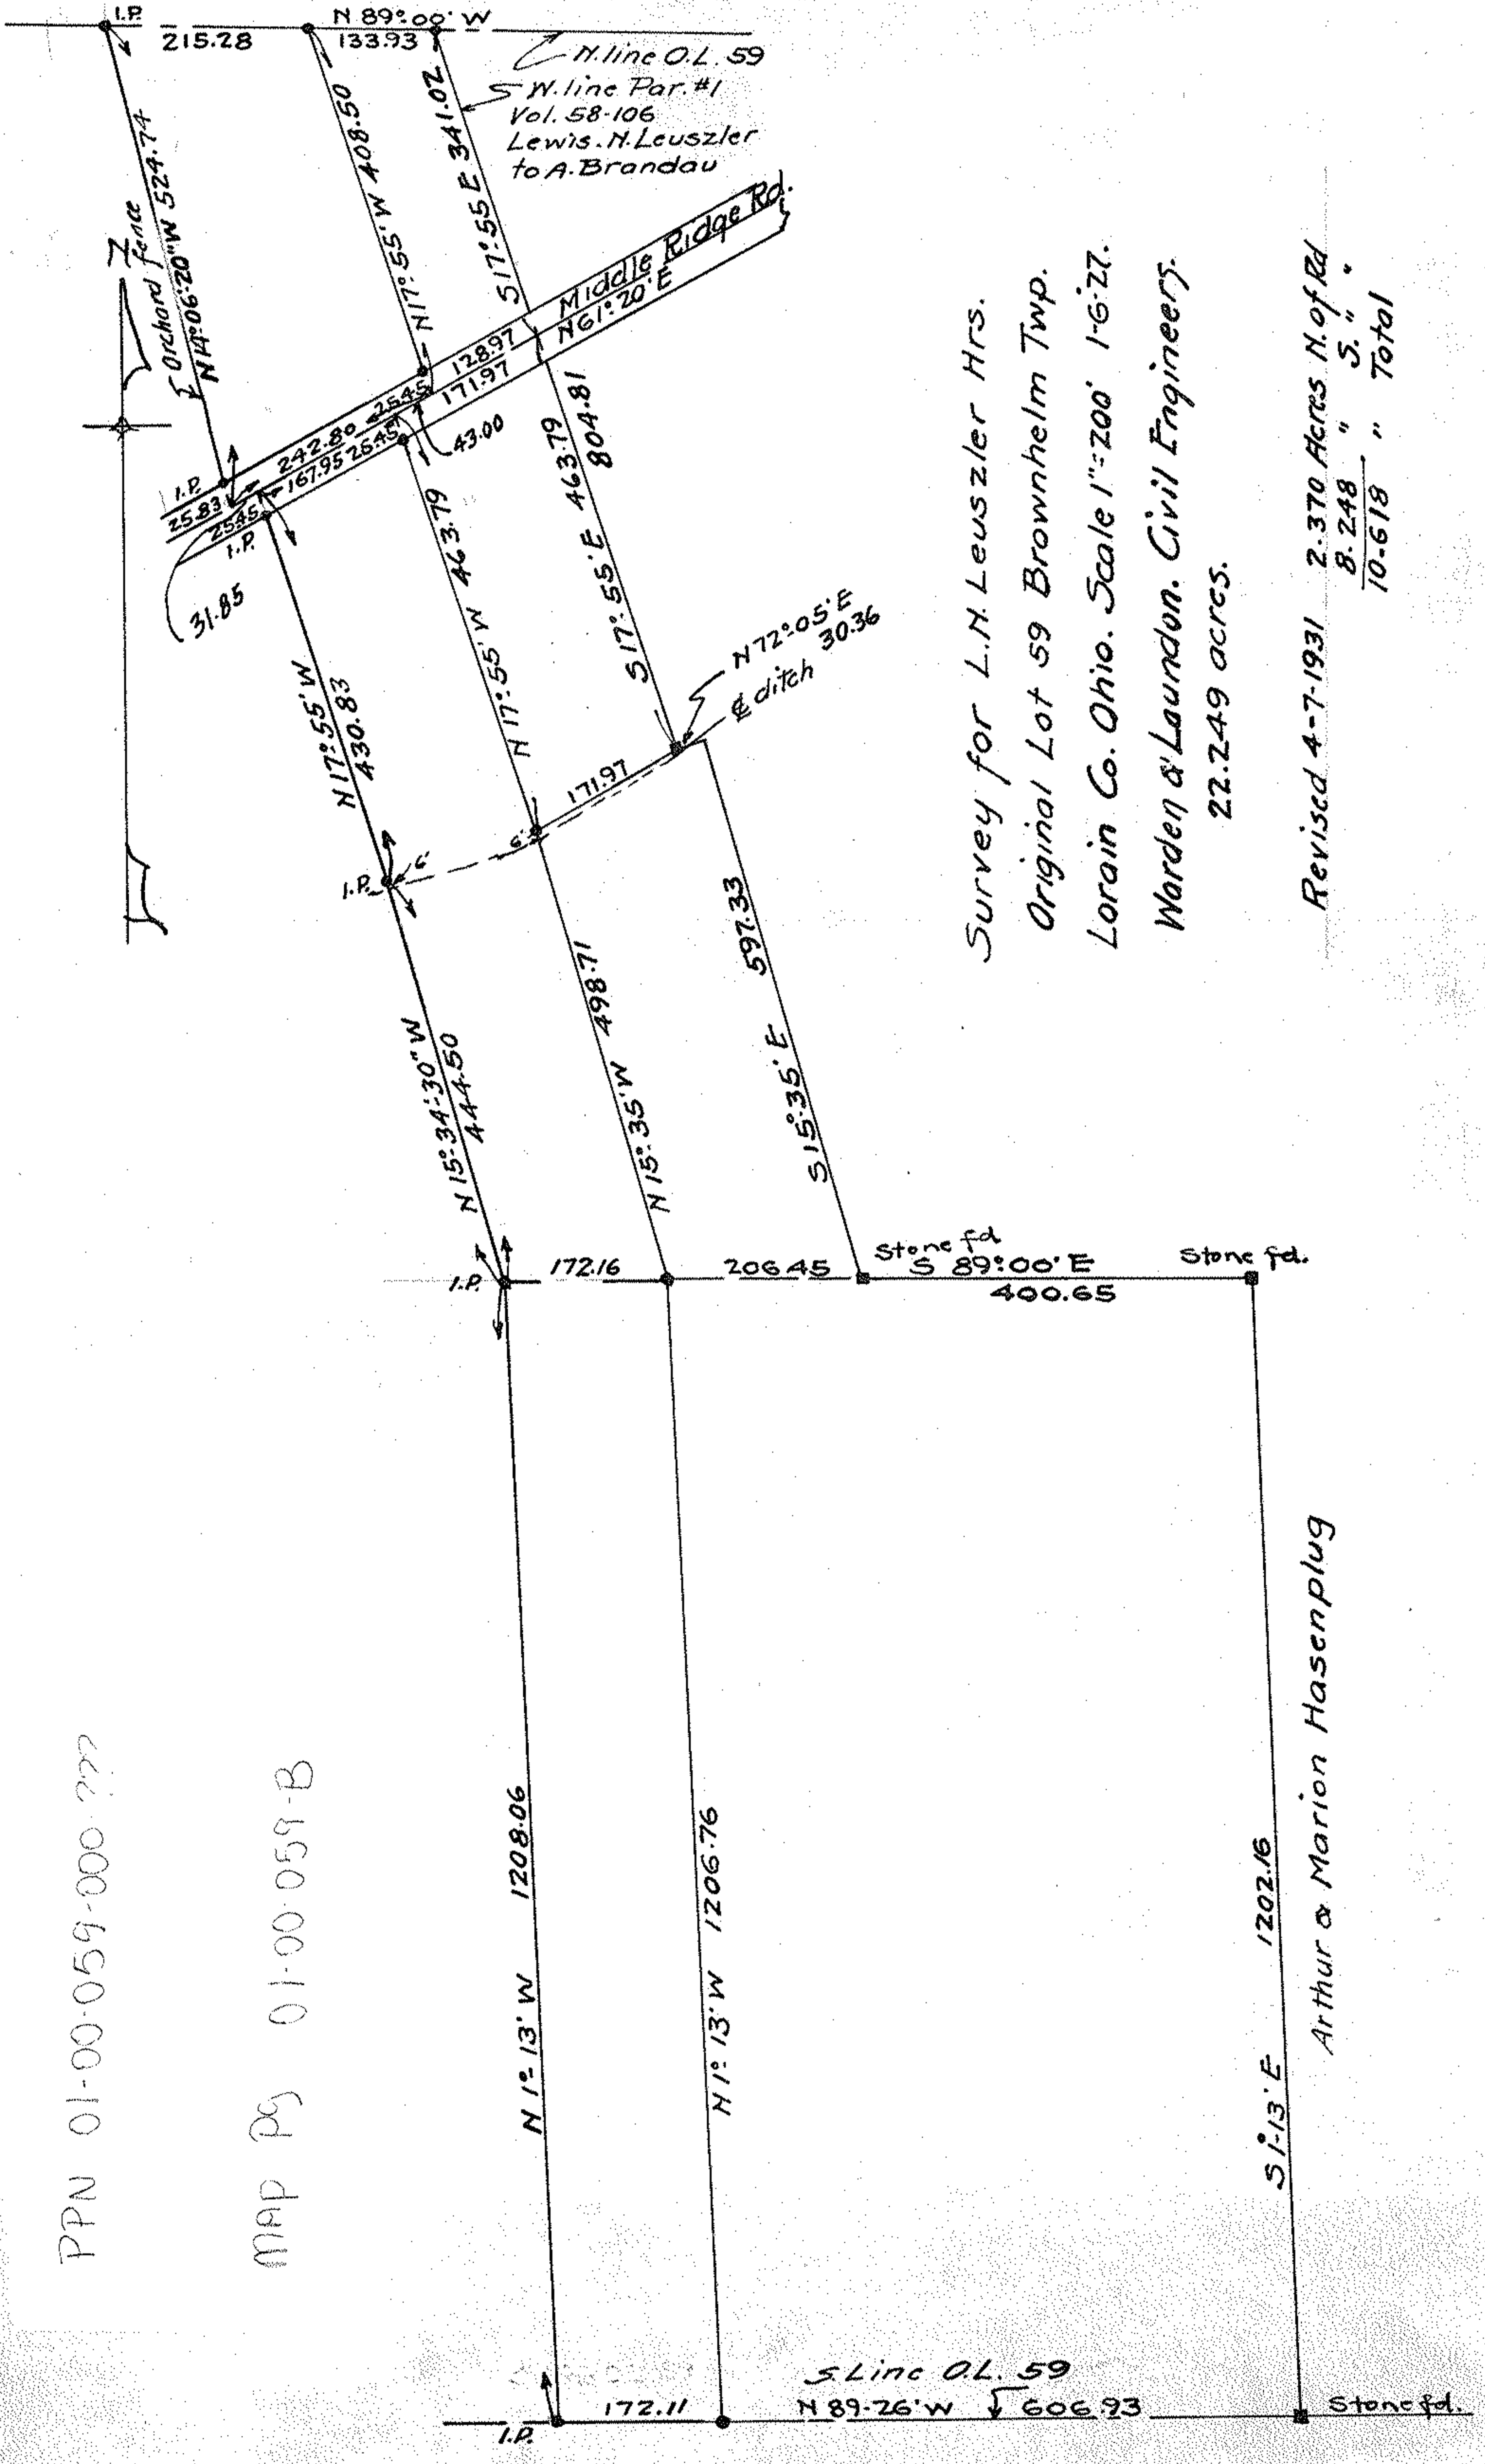 I.P.
N 89°00' W
215.28
133.93
N. line O.L. 59
W. line Par. #1
Vol. 58-106
Lewis. N. Leuszler
to A. Brandau
Orchard fence
N 14°06'20" W 524.74
N 17°55' W 408.50
S 17°55 E 341.02
Middle Ridge Rd.
N 61°20' E
128.97
171.97
25.45
242.80
167.95
43.00
I.P.
25.83
25.45
I.P.
31.85
N 17°55' W
430.83
N 17°55' W 463.79
S 17°55' E 463.79
804.81
N 72°05' E
30.36
℄ ditch
171.97
6'
6'
I.P.
N 15°34'30" W
444.50
N 15°35' W 498.71
S 15°35' E 597.33
I.P.
172.16
206.45
Stone fd
S 89°00' E
400.65
Stone fd.
N 1°13' W 1208.06
N 1°13' W 1206.76
S 1°13' E 1202.16
Arthur & Marion Hasenplug
I.P.
172.11
S. Line O.L. 59
N 89-26' W
606.93
Stone fd.
Survey for L.N. Leuszler Hrs.
Original Lot 59 Brownhelm Twp.
Lorain Co. Ohio. Scale 1"=200' 1-6-27.
Worden & Laundon. Civil Engineers.
22.249 acres.
Revised 4-7-1931 2.370 Acres N. of Rd
8.248 " S. " "
10.618 " Total
PPN 01-00-059-000-???
MAP pg 01-00-059-B